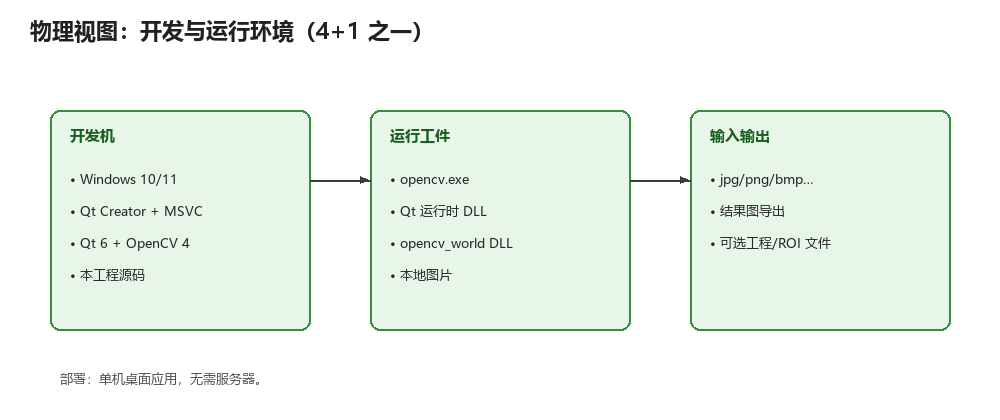 物理视图：开发与运行环境（4+1 之一）
开发机
• Windows 10/11
• Qt Creator + MSVC
• Qt 6 + OpenCV 4
• 本工程源码
运行工件
• opencv.exe
• Qt 运行时 DLL
• opencv_world DLL
• 本地图片
输入输出
• jpg/png/bmp...
• 结果图导出
• 可选工程/ROI 文件
部署：单机桌面应用，无需服务器。